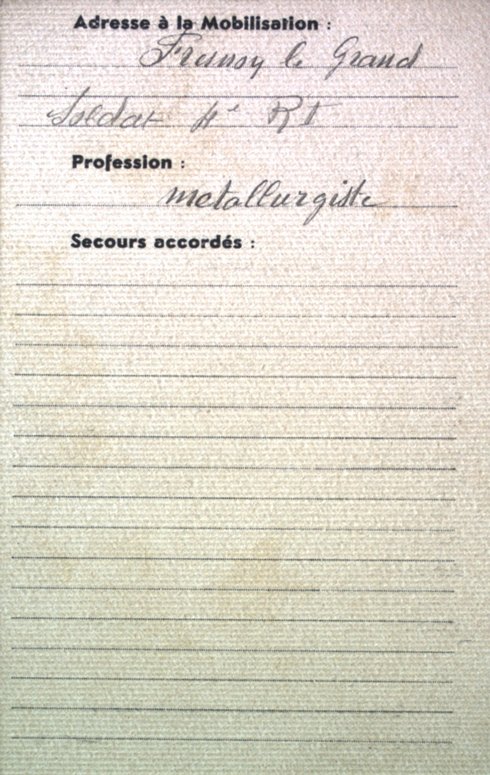 Adresse à la Mobilisation :
Fresnoy le Grand
Soldat 4e RI
Profession :
metallurgiste
Secours accordés :